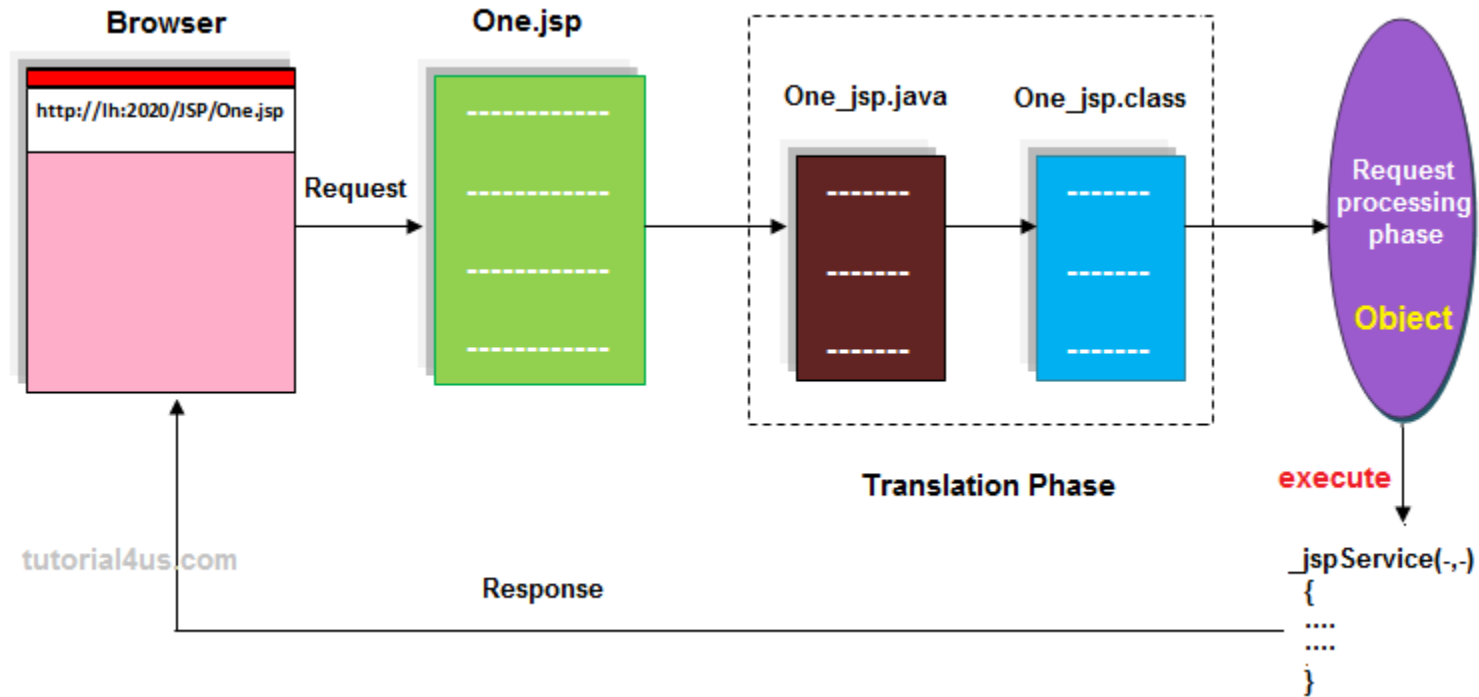 Browser
One.jsp
http://lh:2020/JSP/One.jsp
One_jsp.java
One_jsp.class
Request
------------
------------
------------
------------
-------
-------
-------
-------
-------
-------
Request
processing
phase
Object
Translation Phase
execute
tutorial4us.com
_jspService(-,-)
{
....
....
}
Response